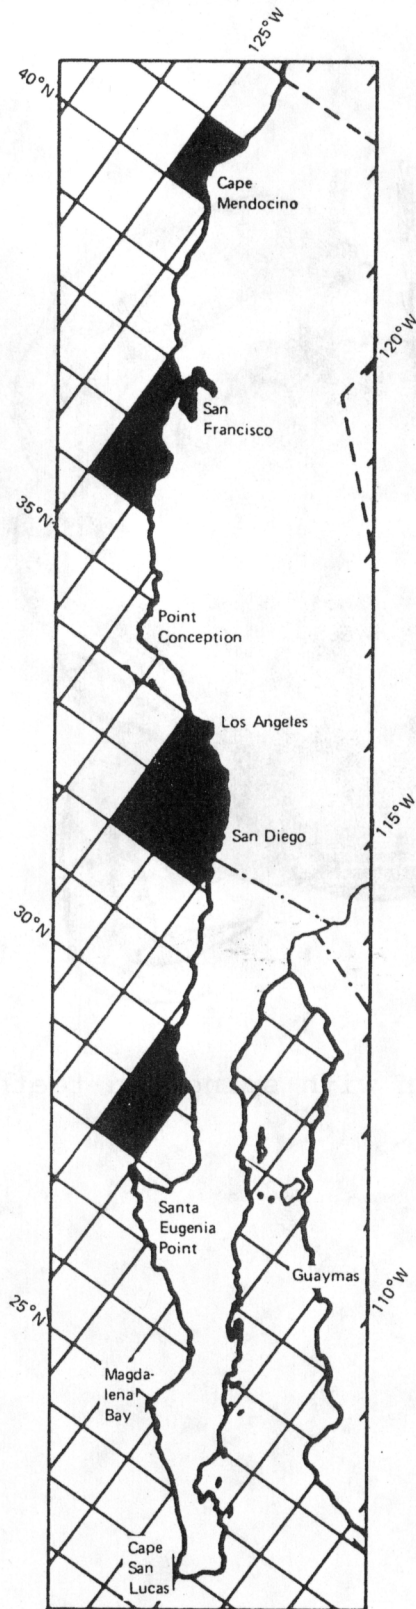 125°W
40°N
Cape
Mendocino
120°W
San
Francisco
35°N
Point
Conception
Los Angeles
115°W
San Diego
30°N
Santa
Eugenia
Point
Guaymas
110°W
25°N
Magda-
lena
Bay
Cape
San
Lucas